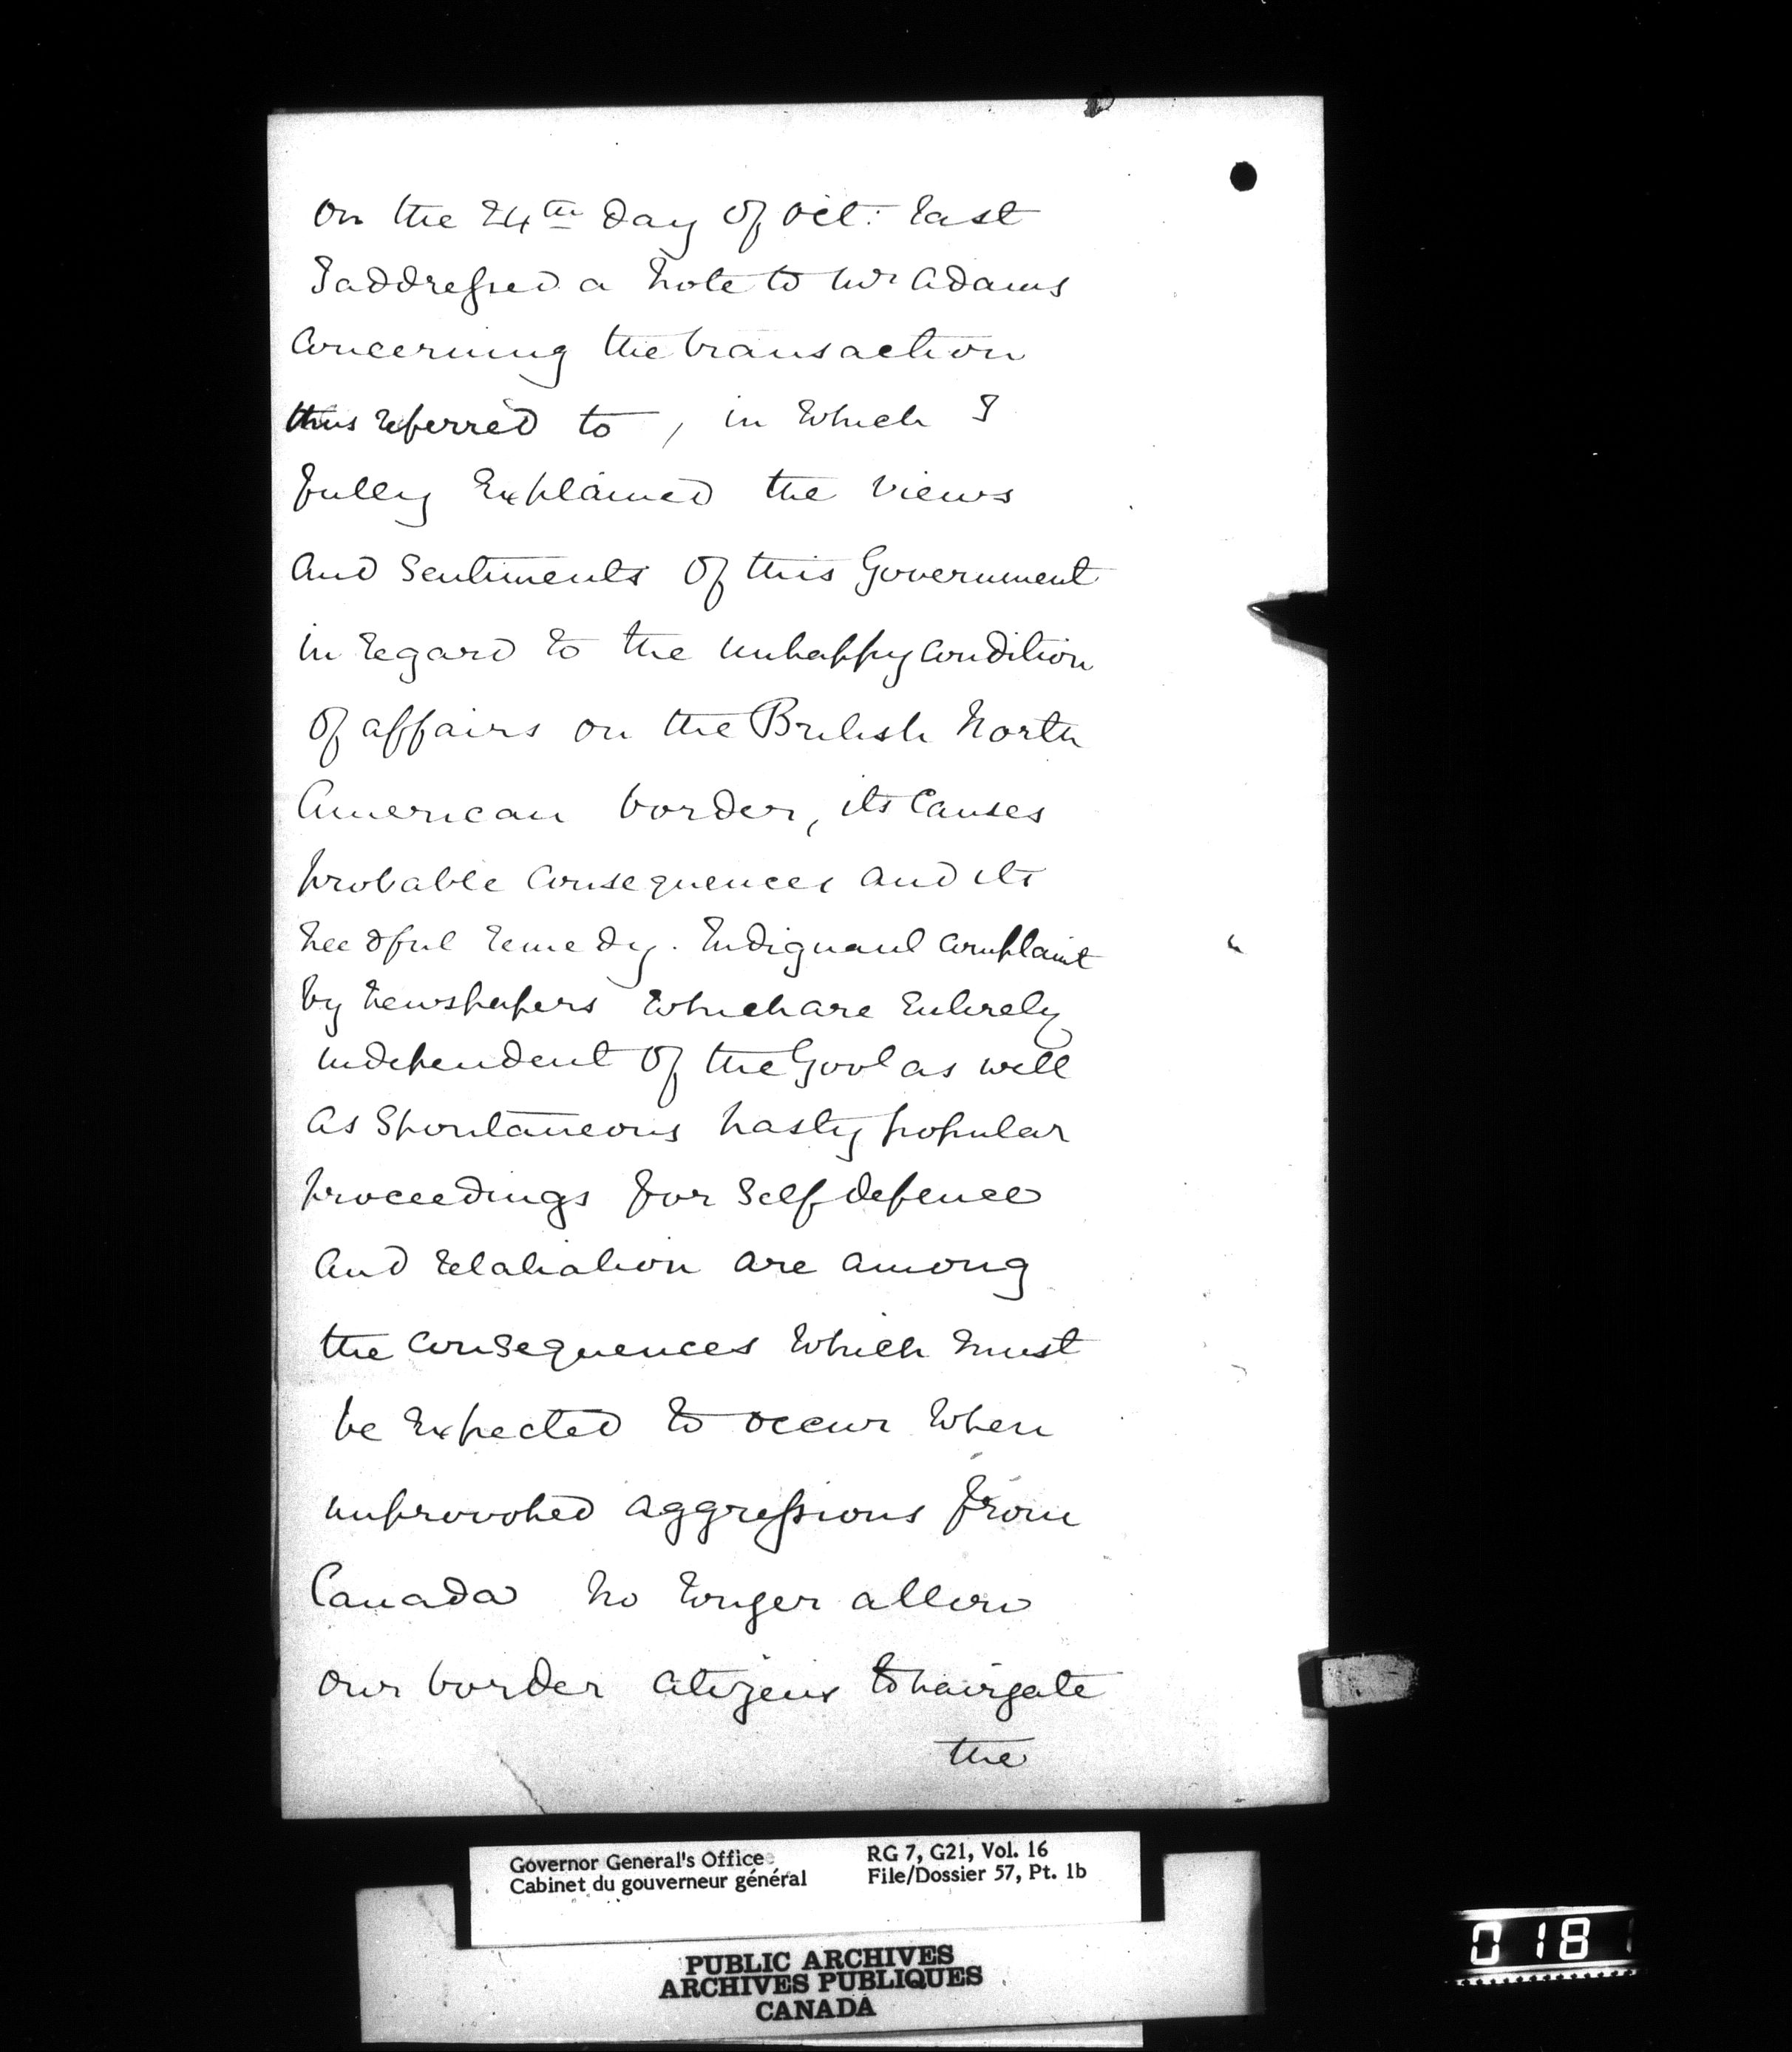 On the 24th day of Oct: last
I addressed a note to Mr Adams
concerning the transaction
thus referred to, in which I
fully explained the views
and sentiments of this Government
in regard to the unhappy condition
of affairs on the British North
American border, its causes
probable consequences and its
needful remedy. Indignant complaint
by newspapers which are entirely
independent of the Govt as well
as spontaneous hasty popular
proceedings for self defence
and retaliation are among
the consequences which must
be expected to occur when
unprovoked aggressions from
Canada no longer allow
our border citizens to navigate
the
Governor General's Office
Cabinet du gouverneur général
RG 7, G21, Vol. 16
File/Dossier 57, Pt. 1b
PUBLIC ARCHIVES
ARCHIVES PUBLIQUES
CANADA
0181